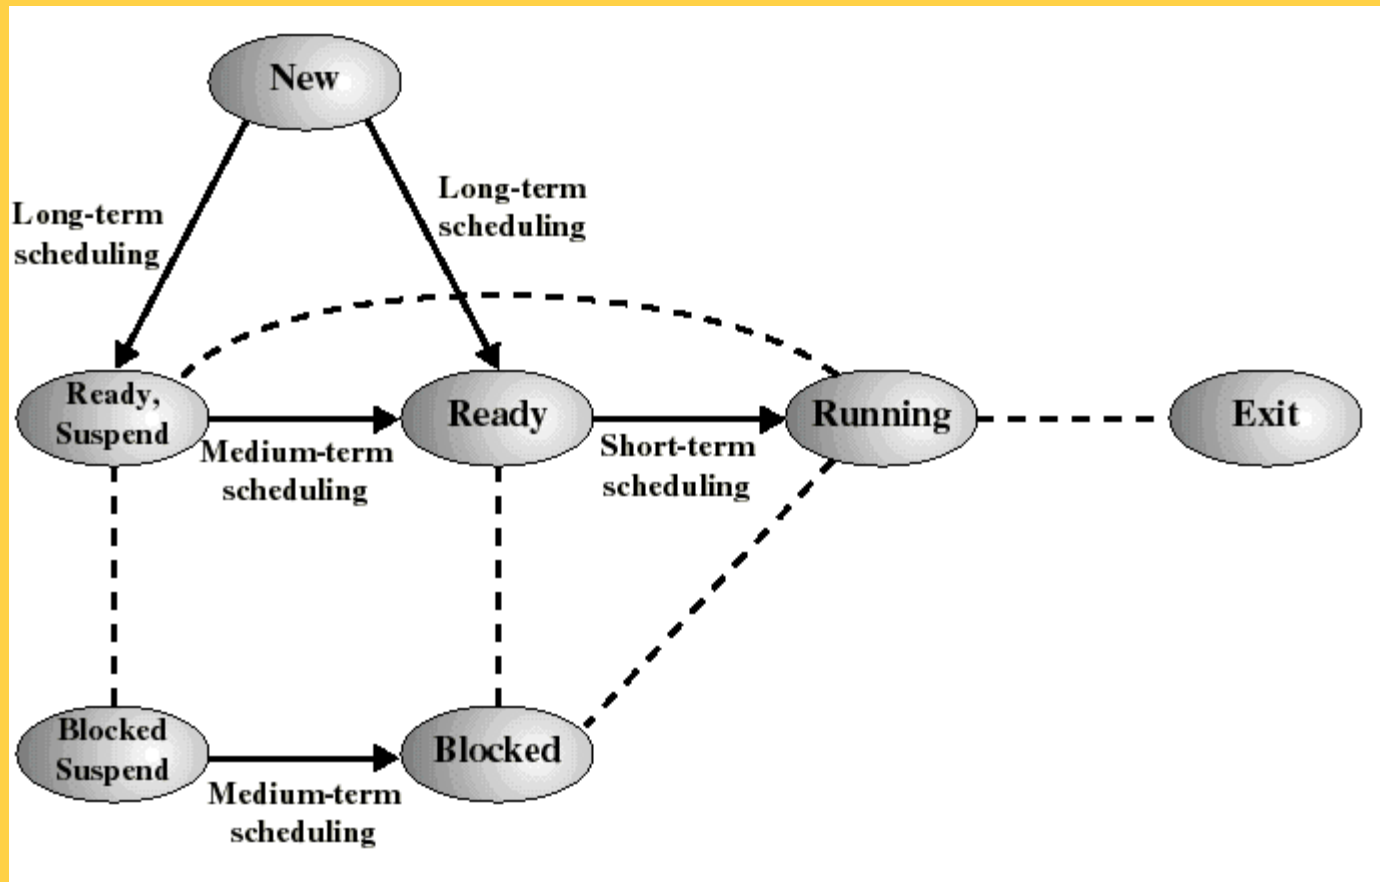 New
Long-term
scheduling
Long-term
scheduling
Ready,
Suspend
Medium-term
scheduling
Ready
Short-term
scheduling
Running
Exit
Blocked
Suspend
Medium-term
scheduling
Blocked